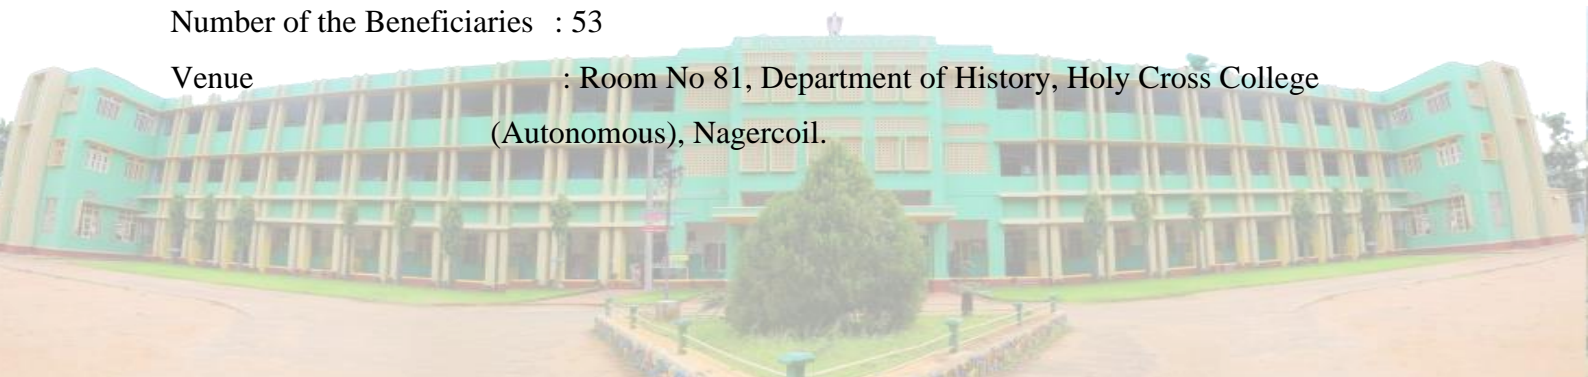 Number of the Beneficiaries : 53
Venue : Room No 81, Department of History, Holy Cross College
(Autonomous), Nagercoil.